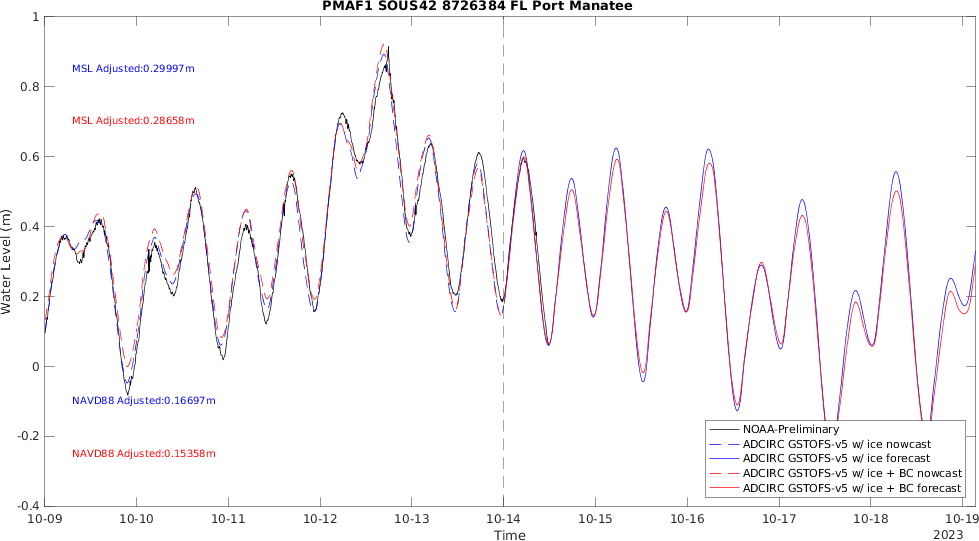 PMAF1 SOUS42 8726384 FL Port Manatee
Water Level (m)
1
0.8
0.6
0.4
0.2
0
-0.2
-0.4
MSL Adjusted:0.29997m
MSL Adjusted:0.28658m
NAVD88 Adjusted:0.16697m
NAVD88 Adjusted:0.15358m
NOAA-Preliminary
ADCIRC GSTOFS-v5 w/ ice nowcast
ADCIRC GSTOFS-v5 w/ ice forecast
ADCIRC GSTOFS-v5 w/ ice + BC nowcast
ADCIRC GSTOFS-v5 w/ ice + BC forecast
10-09 10-10 10-11 10-12 10-13 10-14 10-15 10-16 10-17 10-18 10-19
Time
2023